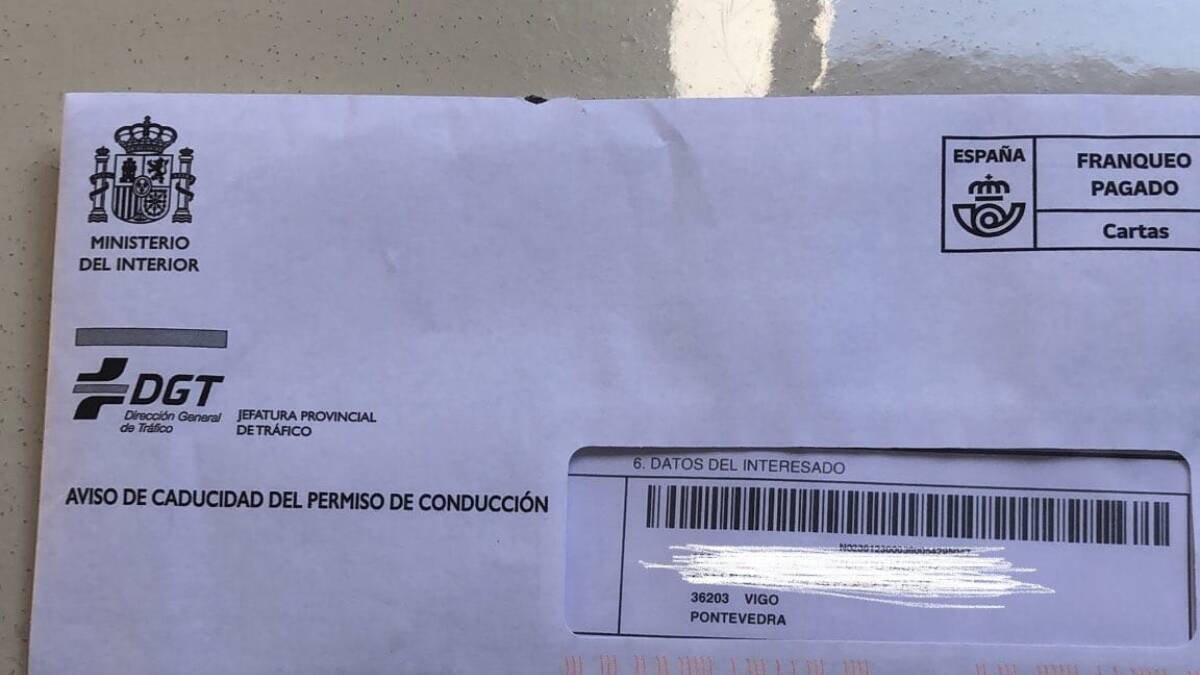 MINISTERIO
DEL INTERIOR
ESPAÑA
FRANQUEO
PAGADO
Cartas
DGT
Dirección General
de Tráfico
JEFATURA PROVINCIAL
DE TRÁFICO
AVISO DE CADUCIDAD DEL PERMISO DE CONDUCCIÓN
6. DATOS DEL INTERESADO
36203 VIGO
PONTEVEDRA